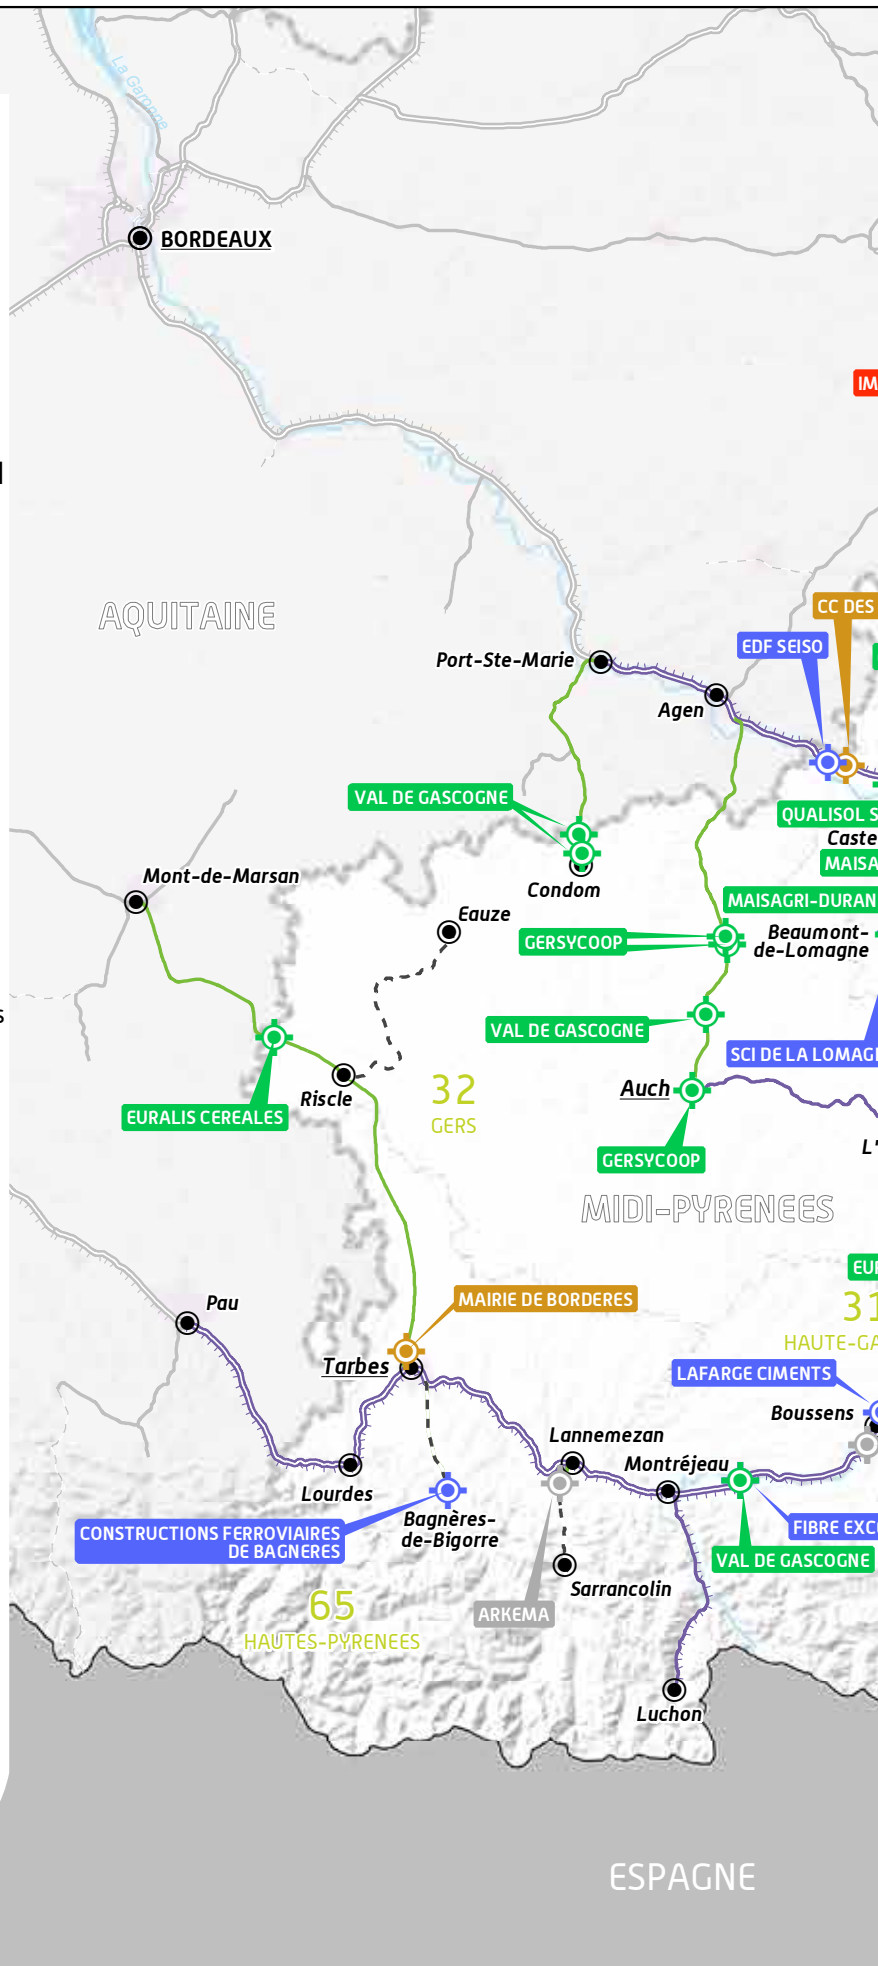 La Garonne
BORDEAUX
IM
AQUITAINE
CC DES
EDF SEISO
Port-Ste-Marie
Agen
VAL DE GASCOGNE
QUALISOL S
Caste
MAISA
Mont-de-Marsan
Condom
MAISAGRI-DURAN
Eauze
GERSYCOOP
Beaumont-
de-Lomagne
s
VAL DE GASCOGNE
SCI DE LA LOMAG
Auch
32
GERS
Riscle
EURALIS CEREALES
L'
GERSYCOOP
MIDI-PYRENEES
EU
31
HAUTE-GA
Pau
MAIRIE DE BORDERES
Tarbes
LAFARGE CIMENTS
Boussens
Lannemezan
Montréjeau
Lourdes
Bagnères-
de-Bigorre
CONSTRUCTIONS FERROVIAIRES
DE BAGNERES
FIBRE EXC
VAL DE GASCOGNE
Sarrancolin
65
HAUTES-PYRENEES
ARKEMA
Luchon
ESPAGNE